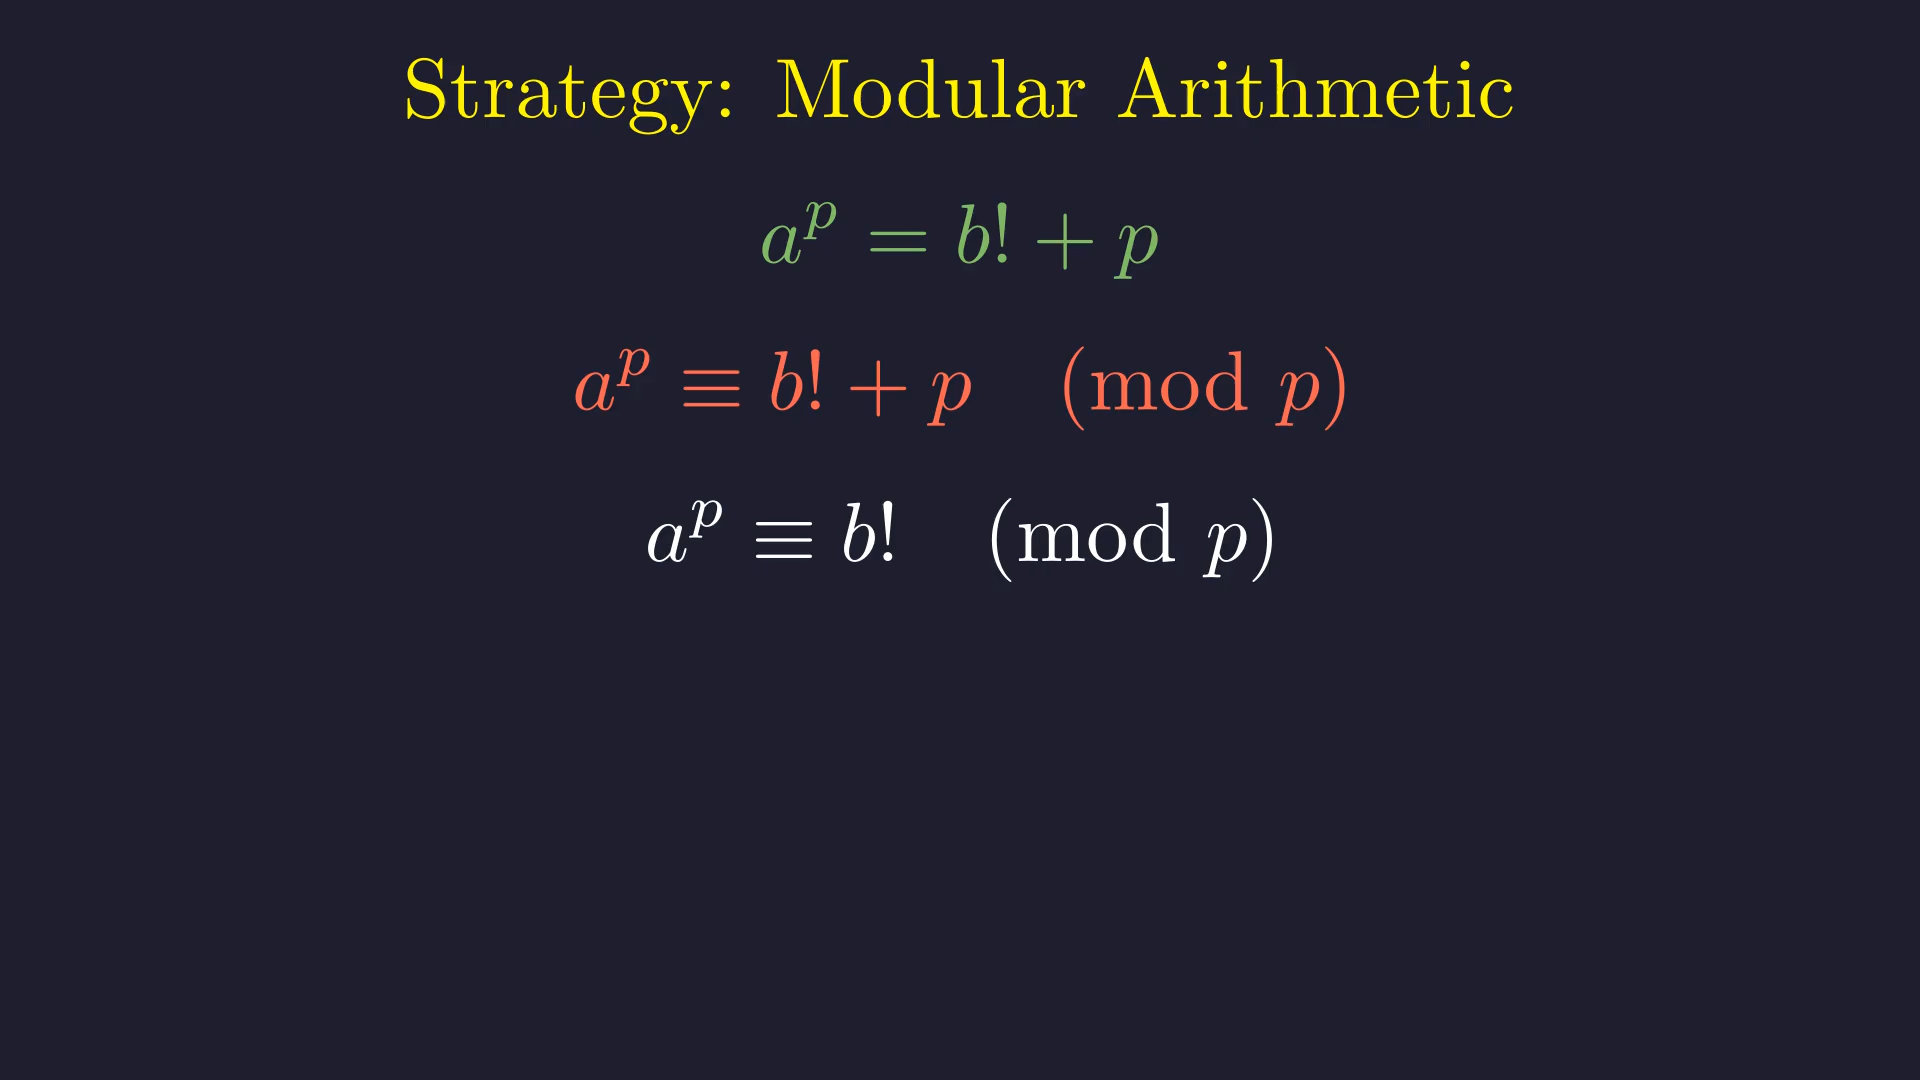 Strategy: Modular Arithmetic
a^p = b! + p
a^p ≡ b! + p (mod p)
a^p ≡ b! (mod p)